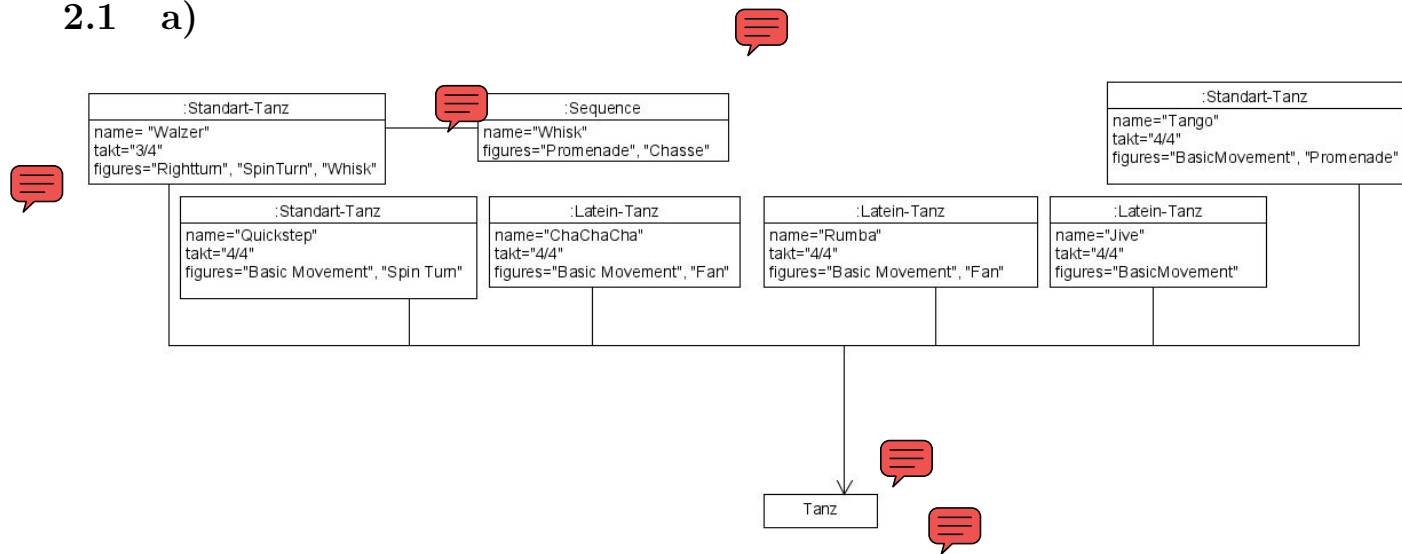 2.1 a)
:Standart-Tanz
name= "Walzer"
takt="3/4"
figures="Rightturn", "SpinTurn", "Whisk"
:Sequence
name="Whisk"
figures="Promenade", "Chasse"
:Standart-Tanz
name="Tango"
takt="4/4"
figures="BasicMovement", "Promenade"
:Standart-Tanz
name="Quickstep"
takt="4/4"
figures="Basic Movement", "Spin Turn"
:Latein-Tanz
name="ChaChaCha"
takt="4/4"
figures="Basic Movement", "Fan"
:Latein-Tanz
name="Rumba"
takt="4/4"
figures="Basic Movement", "Fan"
:Latein-Tanz
name="Jive"
takt="4/4"
figures="BasicMovement"
Tanz